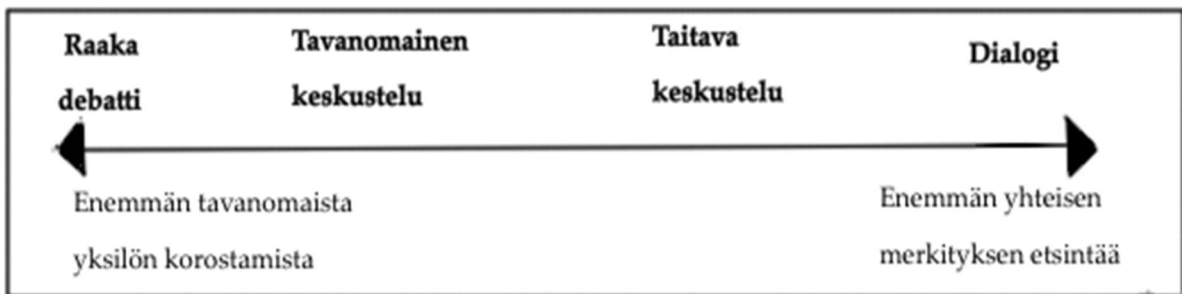 Raaka
debatti
Tavanomainen
keskustelu
Taitava
keskustelu
Dialogi
Enemmän tavanomaista
yksilön korostamista
Enemmän yhteisen
merkityksen etsintää